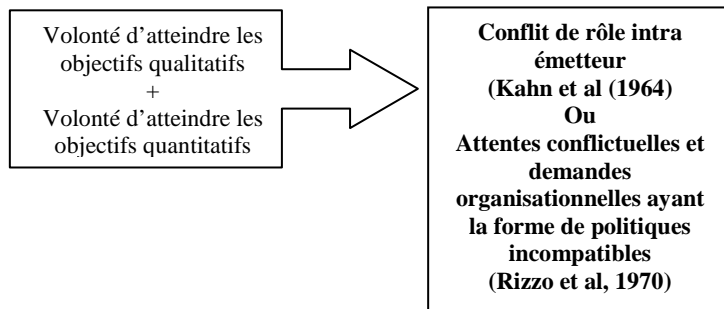 Volonté d'atteindre les
objectifs qualitatifs
+
Volonté d'atteindre les
objectifs quantitatifs
Conflit de rôle intra
émetteur
(Kahn et al (1964)
Ou
Attentes conflictuelles et
demandes
organisationnelles ayant
la forme de politiques
incompatibles
(Rizzo et al, 1970)